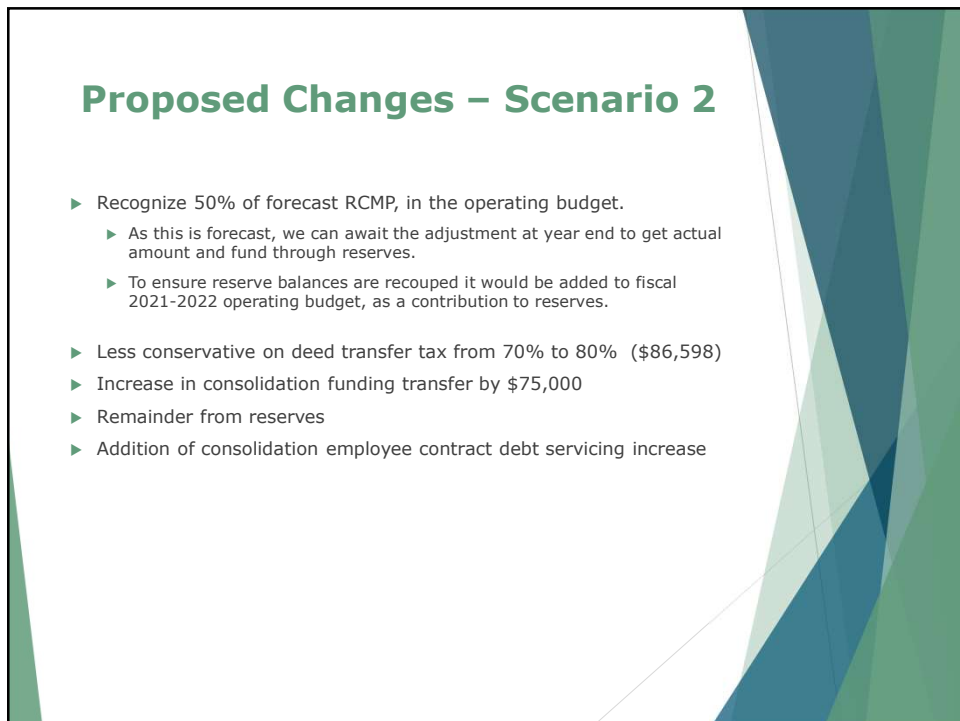 Proposed Changes – Scenario 2
Recognize 50% of forecast RCMP, in the operating budget.
As this is forecast, we can await the adjustment at year end to get actual
amount and fund through reserves.
To ensure reserve balances are recouped it would be added to fiscal
2021-2022 operating budget, as a contribution to reserves.
Less conservative on deed transfer tax from 70% to 80% ($86,598)
Increase in consolidation funding transfer by $75,000
Remainder from reserves
Addition of consolidation employee contract debt servicing increase